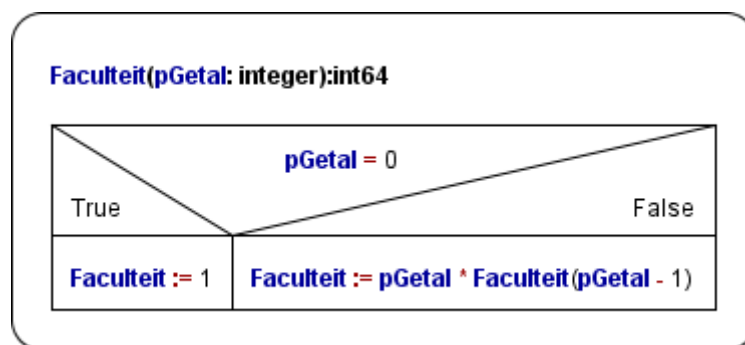 Faculteit(pGetal: integer):int64
pGetal = 0
True
False
Faculteit := 1
Faculteit := pGetal * Faculteit(pGetal - 1)